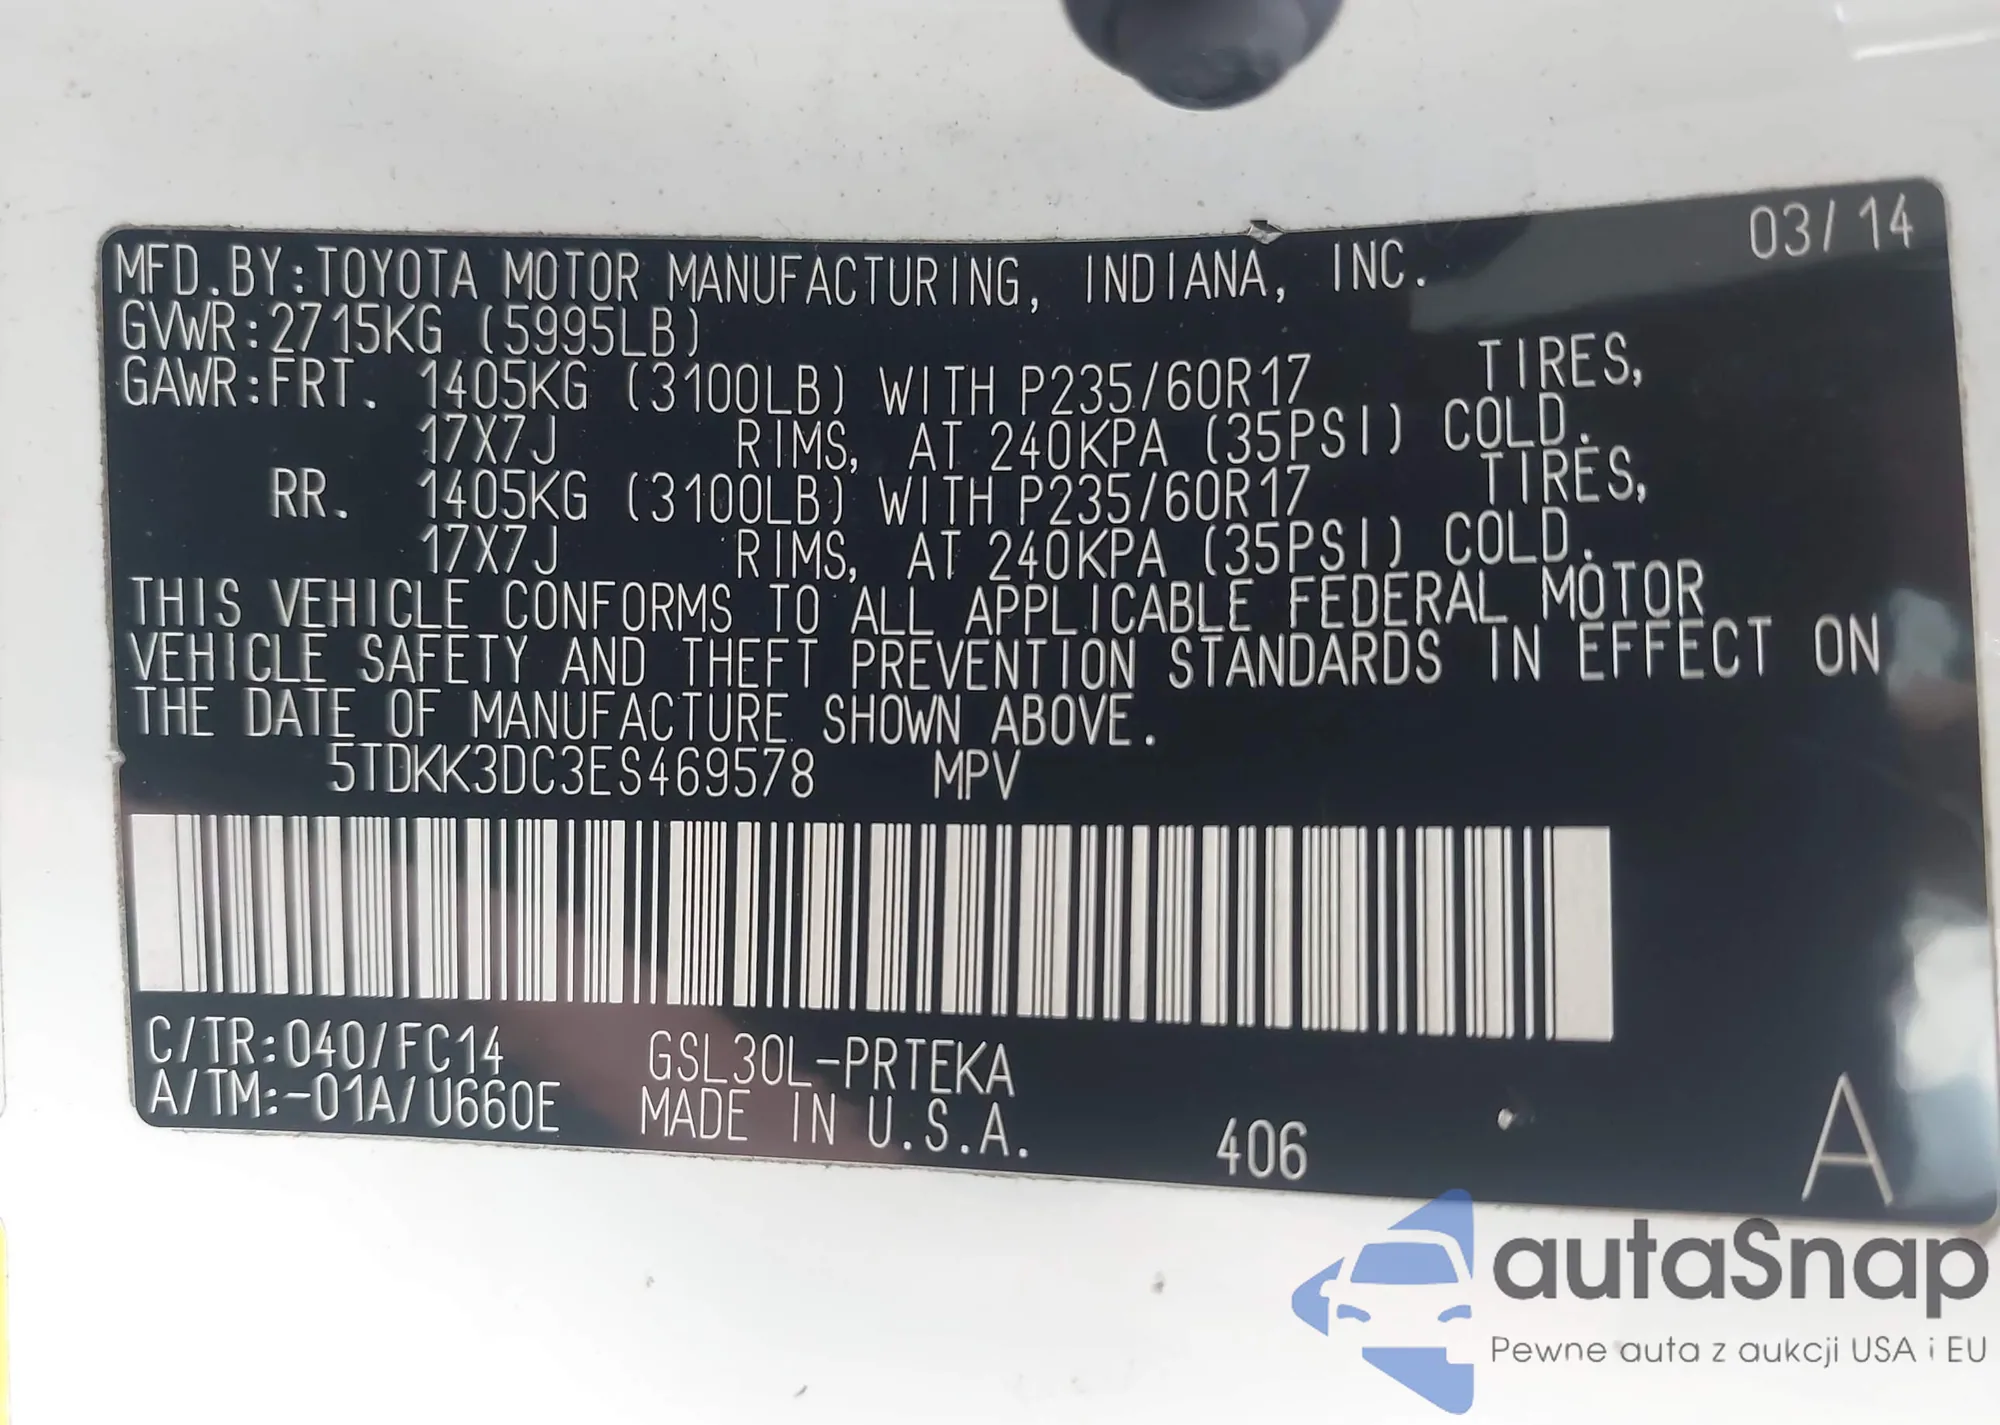 03/14
MFD.BY:TOYOTA MOTOR MANUFACTURING, INDIANA, INC.
GVWR:2715KG (5995LB)
GAWR:FRT. 1405KG (3100LB) WITH P235/60R17 TIRES,
17X7J RIMS, AT 240KPA (35PSI) COLD.
RR. 1405KG (3100LB) WITH P235/60R17 TIRES,
17X7J RIMS, AT 240KPA (35PSI) COLD.
THIS VEHICLE CONFORMS TO ALL APPLICABLE FEDERAL MOTOR
VEHICLE SAFETY AND THEFT PREVENTION STANDARDS IN EFFECT ON
THE DATE OF MANUFACTURE SHOWN ABOVE.
5TDKK3DC3ES469578 MPV
C/TR:040/FC14 GSL30L-PRTEKA
A/TM:-01A/U660E MADE IN U.S.A. 406 A
autaSnap
Pewne auta z aukcji USA i EU